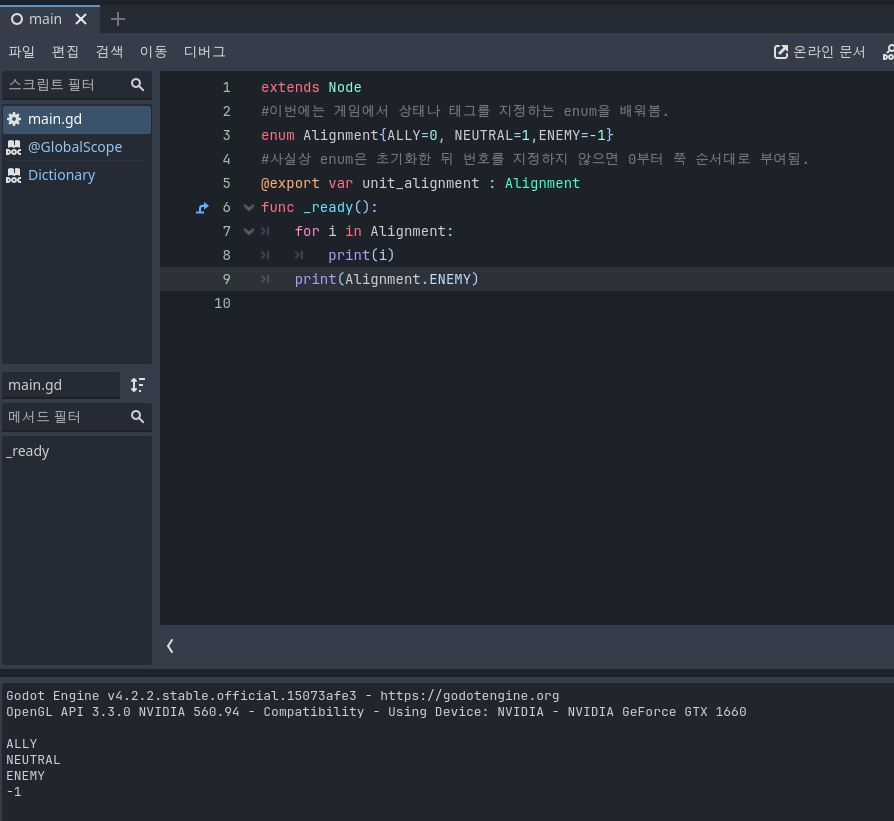 main
파일 편집 검색 이동 디버그 온라인 문서
스크립트 필터
main.gd
@GlobalScope
Dictionary
main.gd
메서드 필터
_ready
1 extends Node
2 #이번에는 게임에서 상태나 태그를 지정하는 enum을 배워봄.
3 enum Alignment{ALLY=0, NEUTRAL=1,ENEMY=-1}
4 #사실상 enum은 초기화한 뒤 번호를 지정하지 않으면 0부터 쭉 순서대로 부여됨.
5 @export var unit_alignment : Alignment
6 func _ready():
7 for i in Alignment:
8 print(i)
9 print(Alignment.ENEMY)
10
Godot Engine v4.2.2.stable.official.15073afe3 - https://godotengine.org
OpenGL API 3.3.0 NVIDIA 560.94 - Compatibility - Using Device: NVIDIA - NVIDIA GeForce GTX 1660
ALLY
NEUTRAL
ENEMY
-1